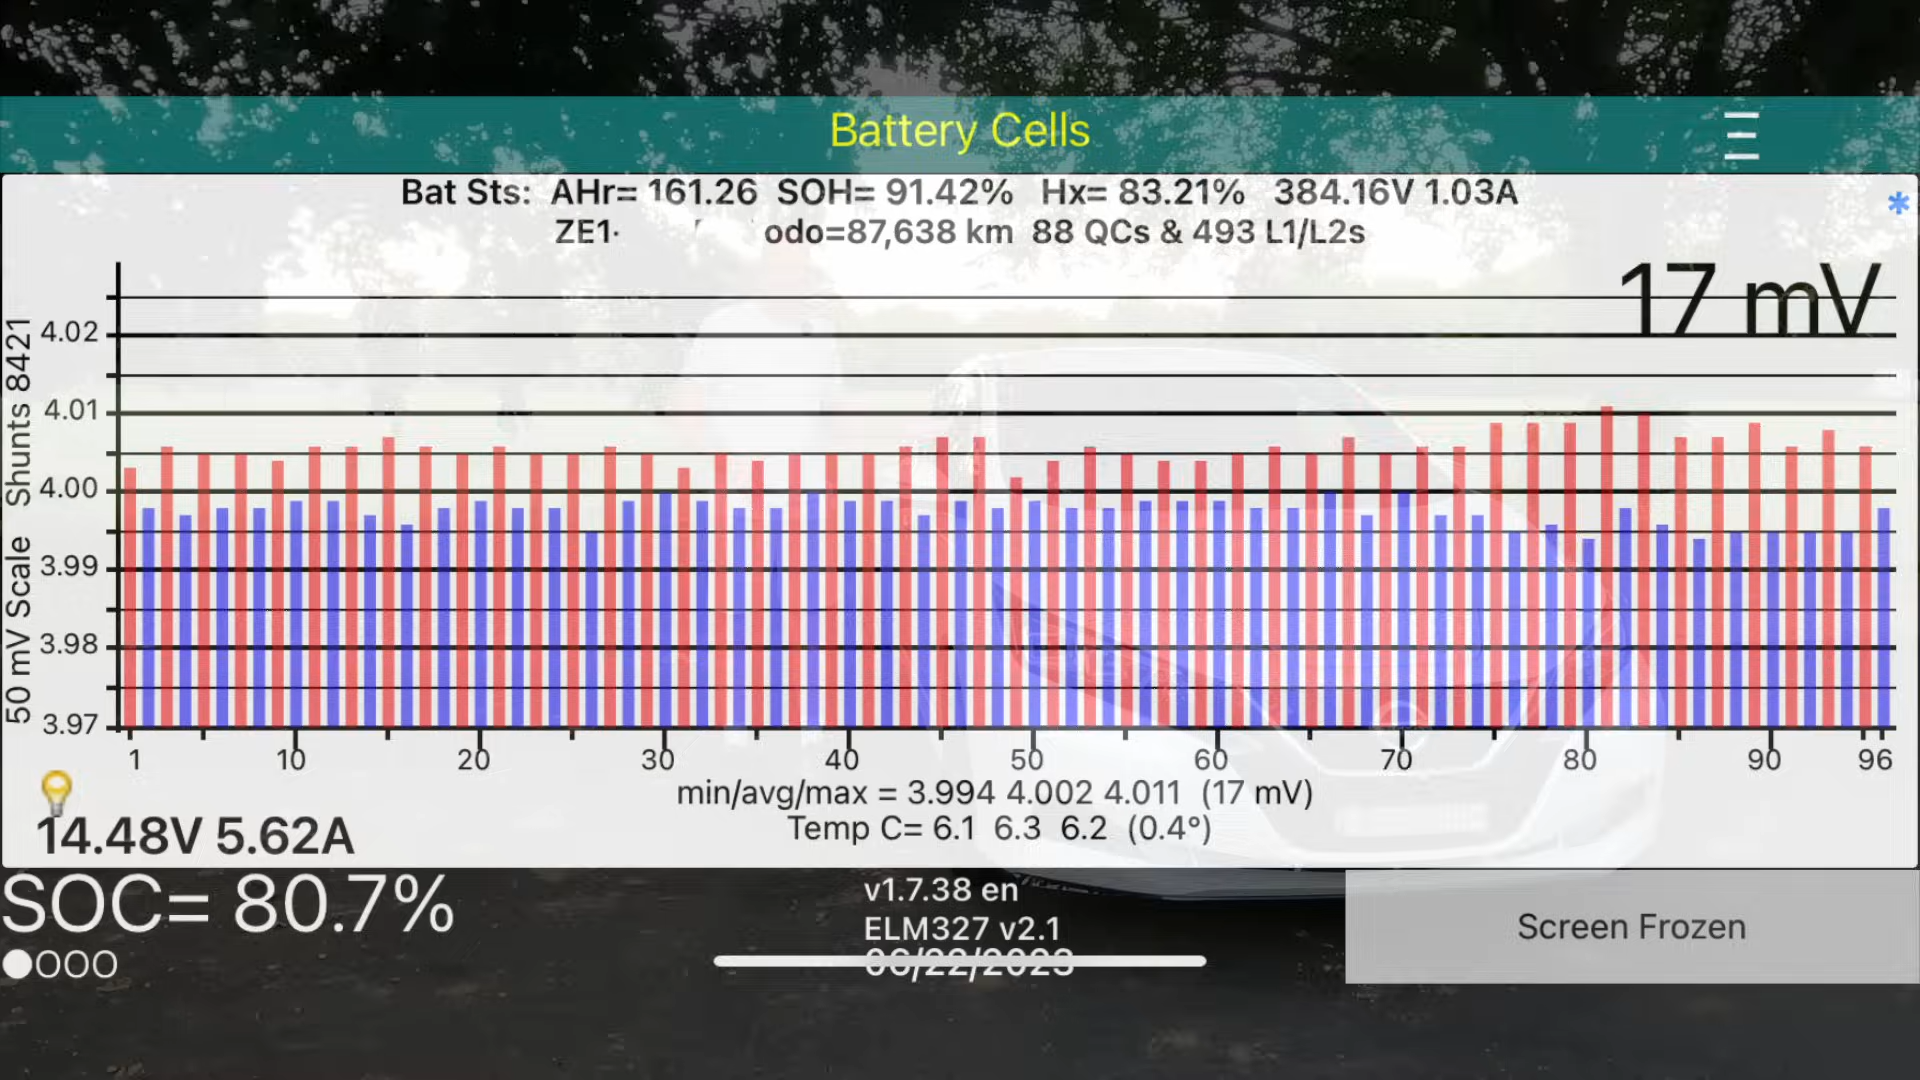 Battery Cells
Bat Sts: AHr= 161.26 SOH= 91.42% Hx= 83.21% 384.16V 1.03A
ZE1· odo=87,638 km 88 QCs & 493 L1/L2s
*
17 mV
50 mV Scale Shunts 8421
4.02
4.01
4.00
3.99
3.98
3.97
1 10 20 30 40 50 60 70 80 90 96
min/avg/max = 3.994 4.002 4.011 (17 mV)
Temp C= 6.1 6.3 6.2 (0.4°)
14.48V 5.62A
SOC= 80.7%
v1.7.38 en
ELM327 v2.1
06/22/2023
Screen Frozen